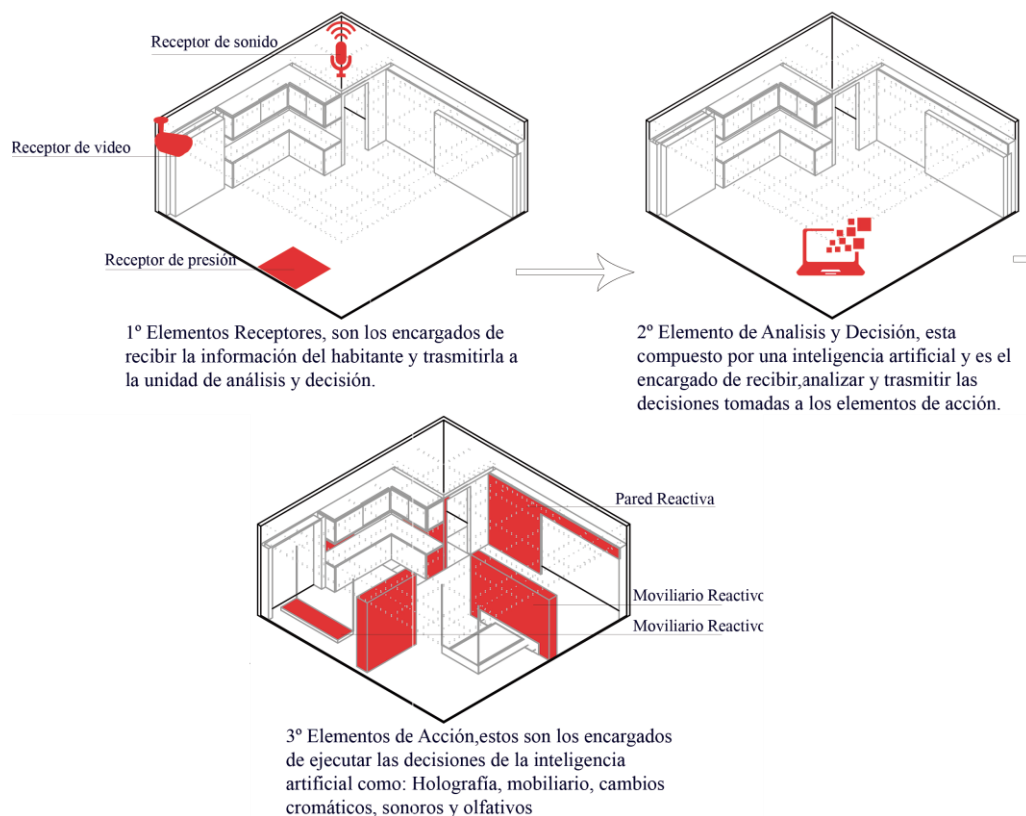 Receptor de sonido
Receptor de video
Receptor de presión
1º Elementos Receptores, son los encargados de
recibir la información del habitante y trasmitirla a
la unidad de análisis y decisión.
2º Elemento de Analisis y Decisión, esta
compuesto por una inteligencia artificial y es el
encargado de recibir,analizar y trasmitir las
decisiones tomadas a los elementos de acción.
Pared Reactiva
Moviliario Reactivo
Moviliario Reactivo
3º Elementos de Acción,estos son los encargados
de ejecutar las decisiones de la inteligencia
artificial como: Holografía, mobiliario, cambios
cromáticos, sonoros y olfativos